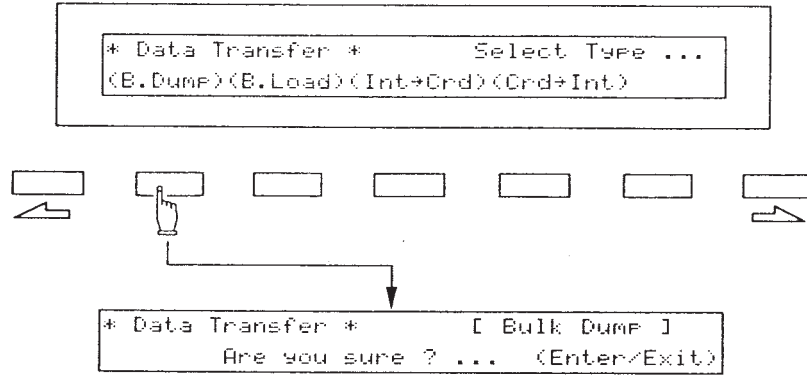 * Data Transfer * Select Type ...
(B.Dump)(B.Load)(Int→Crd)(Crd→Int)
* Data Transfer * [ Bulk Dump ]
Are you sure ? ... (Enter/Exit)